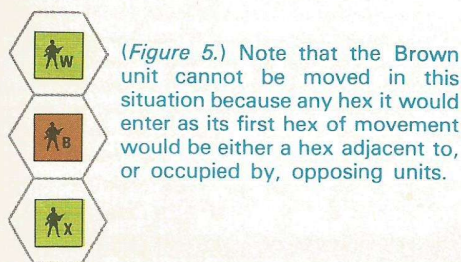 W
(Figure 5.) Note that the Brown
unit cannot be moved in this
B
situation because any hex it would
enter as its first hex of movement
would be either a hex adjacent to,
or occupied by, opposing units.
X